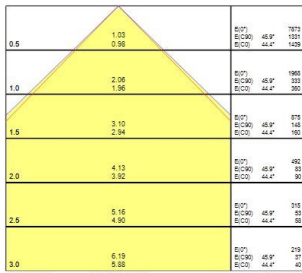 1.03
0.5 0.98
E(0°) 7873
E(C90) 45.9° 1331
E(C0) 44.4° 1439
2.06
1.0 1.96
E(0°) 1968
E(C90) 45.9° 333
E(C0) 44.4° 360
3.10
1.5 2.94
E(0°) 875
E(C90) 45.9° 148
E(C0) 44.4° 160
4.13
2.0 3.92
E(0°) 492
E(C90) 45.9° 83
E(C0) 44.4° 90
5.16
2.5 4.90
E(0°) 315
E(C90) 45.9° 53
E(C0) 44.4° 58
6.19
3.0 5.88
E(0°) 219
E(C90) 45.9° 37
E(C0) 44.4° 40